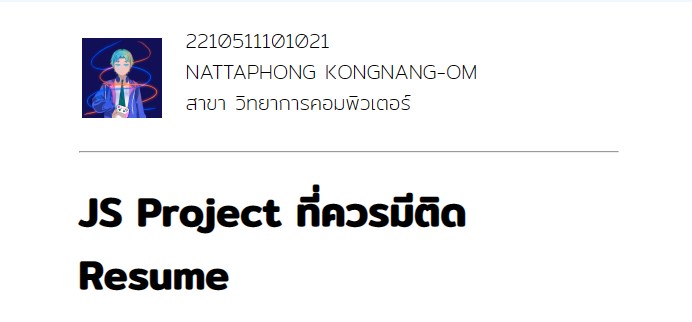 2210511101021
NATTAPHONG KONGNANG-OM
สาขา วิทยาการคอมพิวเตอร์
JS Project ที่ควรมีติด
Resume